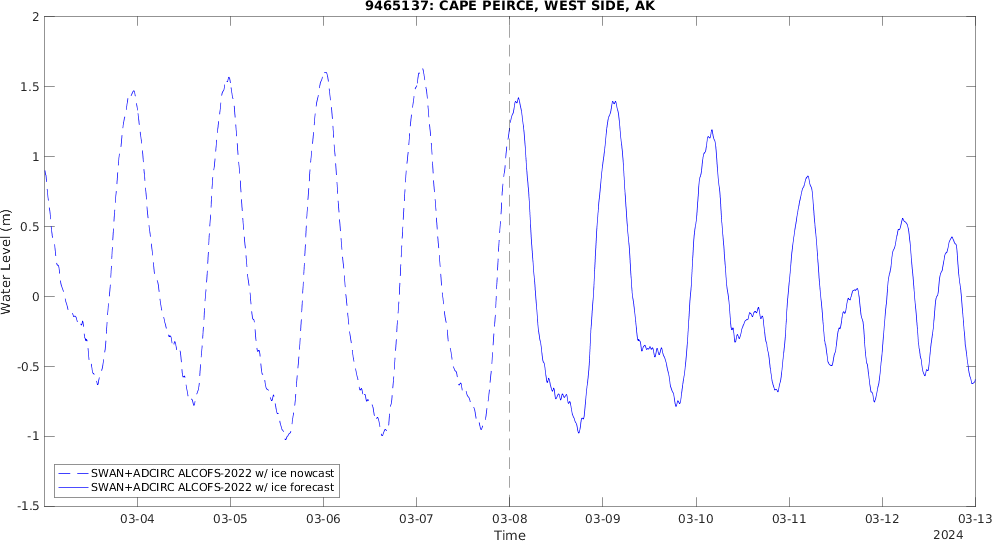 9465137: CAPE PEIRCE, WEST SIDE, AK
2
1.5
1
0.5
0
-0.5
-1
-1.5
Water Level (m)
SWAN+ADCIRC ALCOFS-2022 w/ ice nowcast
SWAN+ADCIRC ALCOFS-2022 w/ ice forecast
03-04 03-05 03-06 03-07 03-08 03-09 03-10 03-11 03-12 03-13
Time
2024